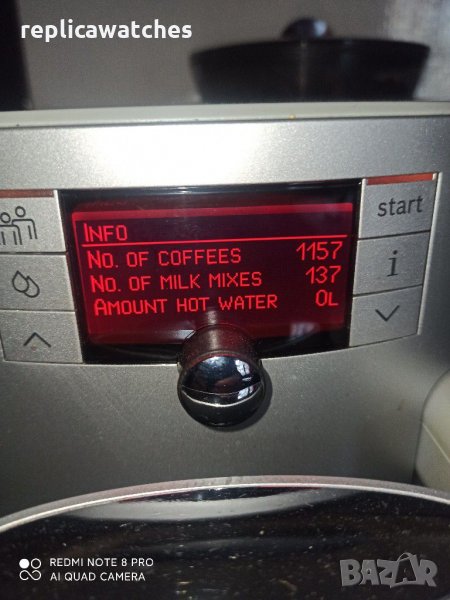 replicawatches
start
INFO
NO. OF COFFEES 1157
NO. OF MILK MIXES 137
AMOUNT HOT WATER 0L
i
REDMI NOTE 8 PRO
AI QUAD CAMERA
BAZAR